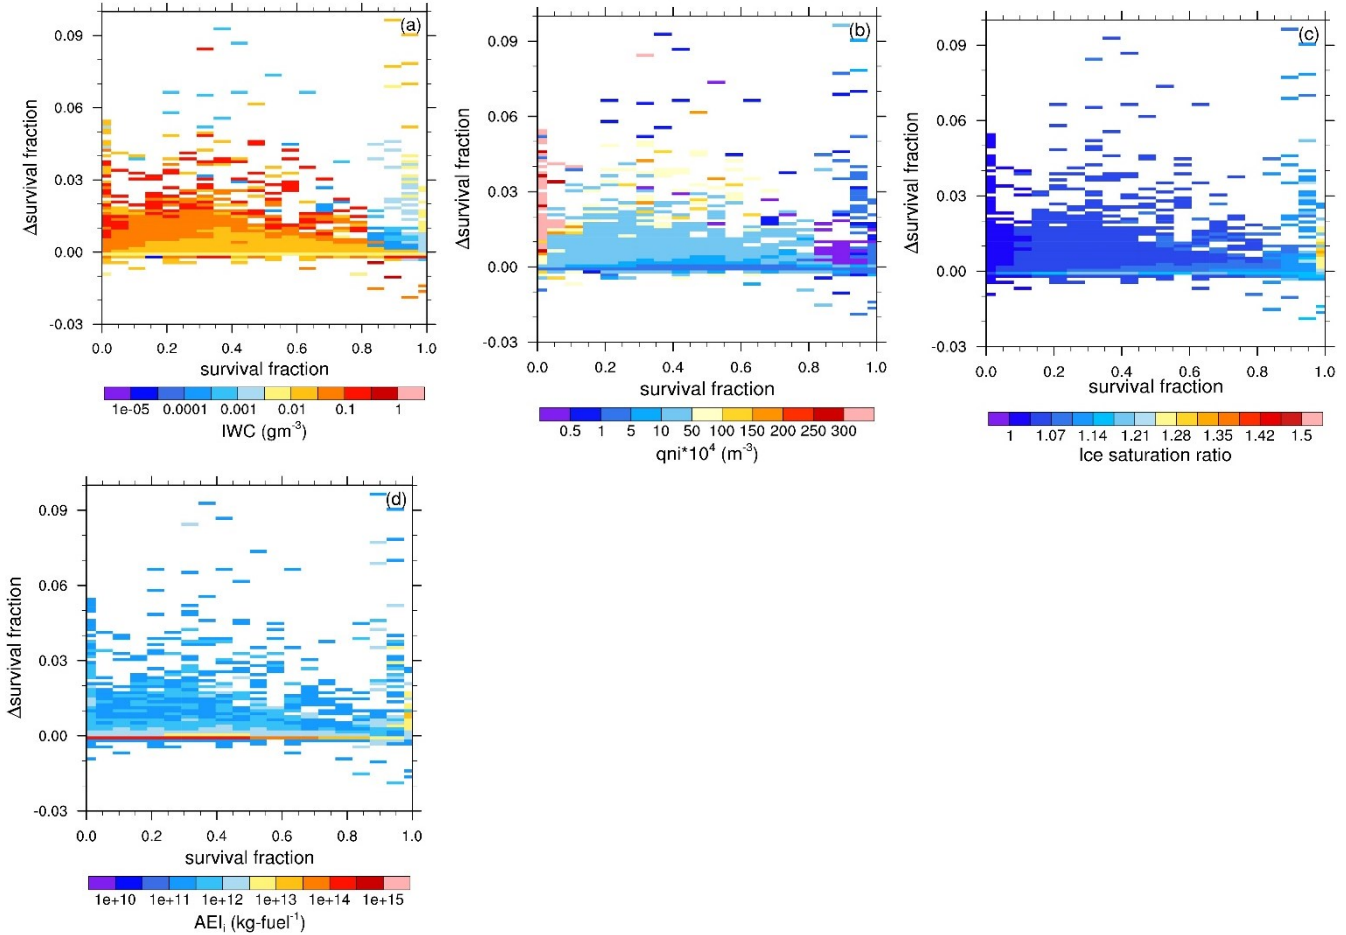 (a)
0.09
0.06
0.03
0.00
-0.03
Δsurvival fraction
0.0 0.2 0.4 0.6 0.8 1.0
survival fraction
1e-05 0.0001 0.001 0.01 0.1 1
IWC (gm⁻³)
(b)
0.09
0.06
0.03
0.00
-0.03
Δsurvival fraction
0.0 0.2 0.4 0.6 0.8 1.0
survival fraction
0.5 1 5 10 50 100 150 200 250 300
qni*10⁴ (m⁻³)
(c)
0.09
0.06
0.03
0.00
-0.03
Δsurvival fraction
0.0 0.2 0.4 0.6 0.8 1.0
survival fraction
1 1.07 1.14 1.21 1.28 1.35 1.42 1.5
Ice saturation ratio
(d)
0.09
0.06
0.03
0.00
-0.03
Δsurvival fraction
0.0 0.2 0.4 0.6 0.8 1.0
survival fraction
1e+10 1e+11 1e+12 1e+13 1e+14 1e+15
AEIᵢ (kg-fuel⁻¹)